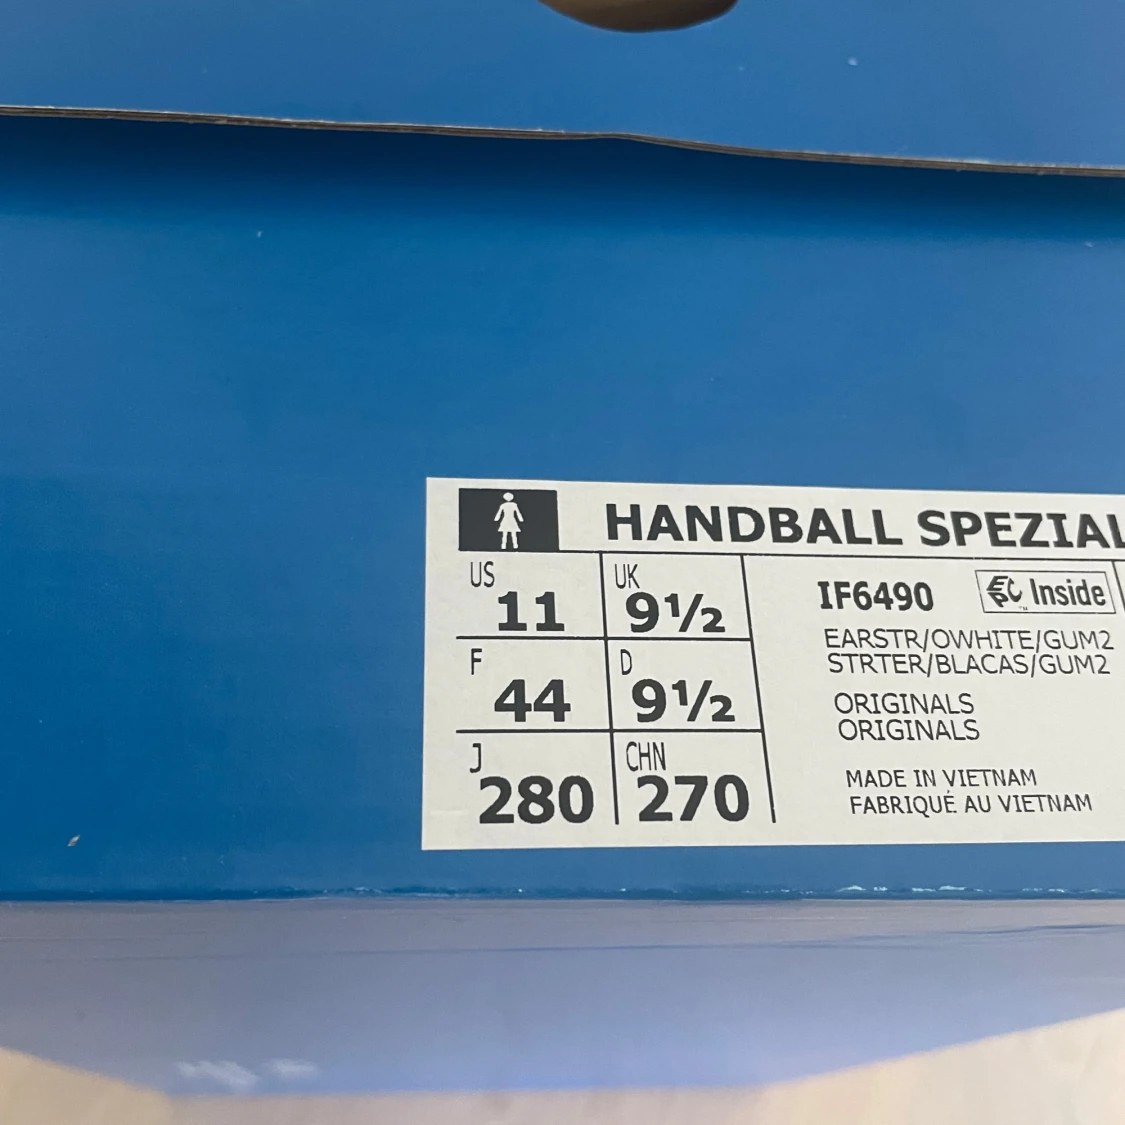 HANDBALL SPEZIAL
US 11 UK 9½
F 44 D 9½
J 280 CHN 270
IF6490 Inside
EARSTR/OWHITE/GUM2
STRTER/BLACAS/GUM2
ORIGINALS
ORIGINALS
MADE IN VIETNAM
FABRIQUÉ AU VIETNAM